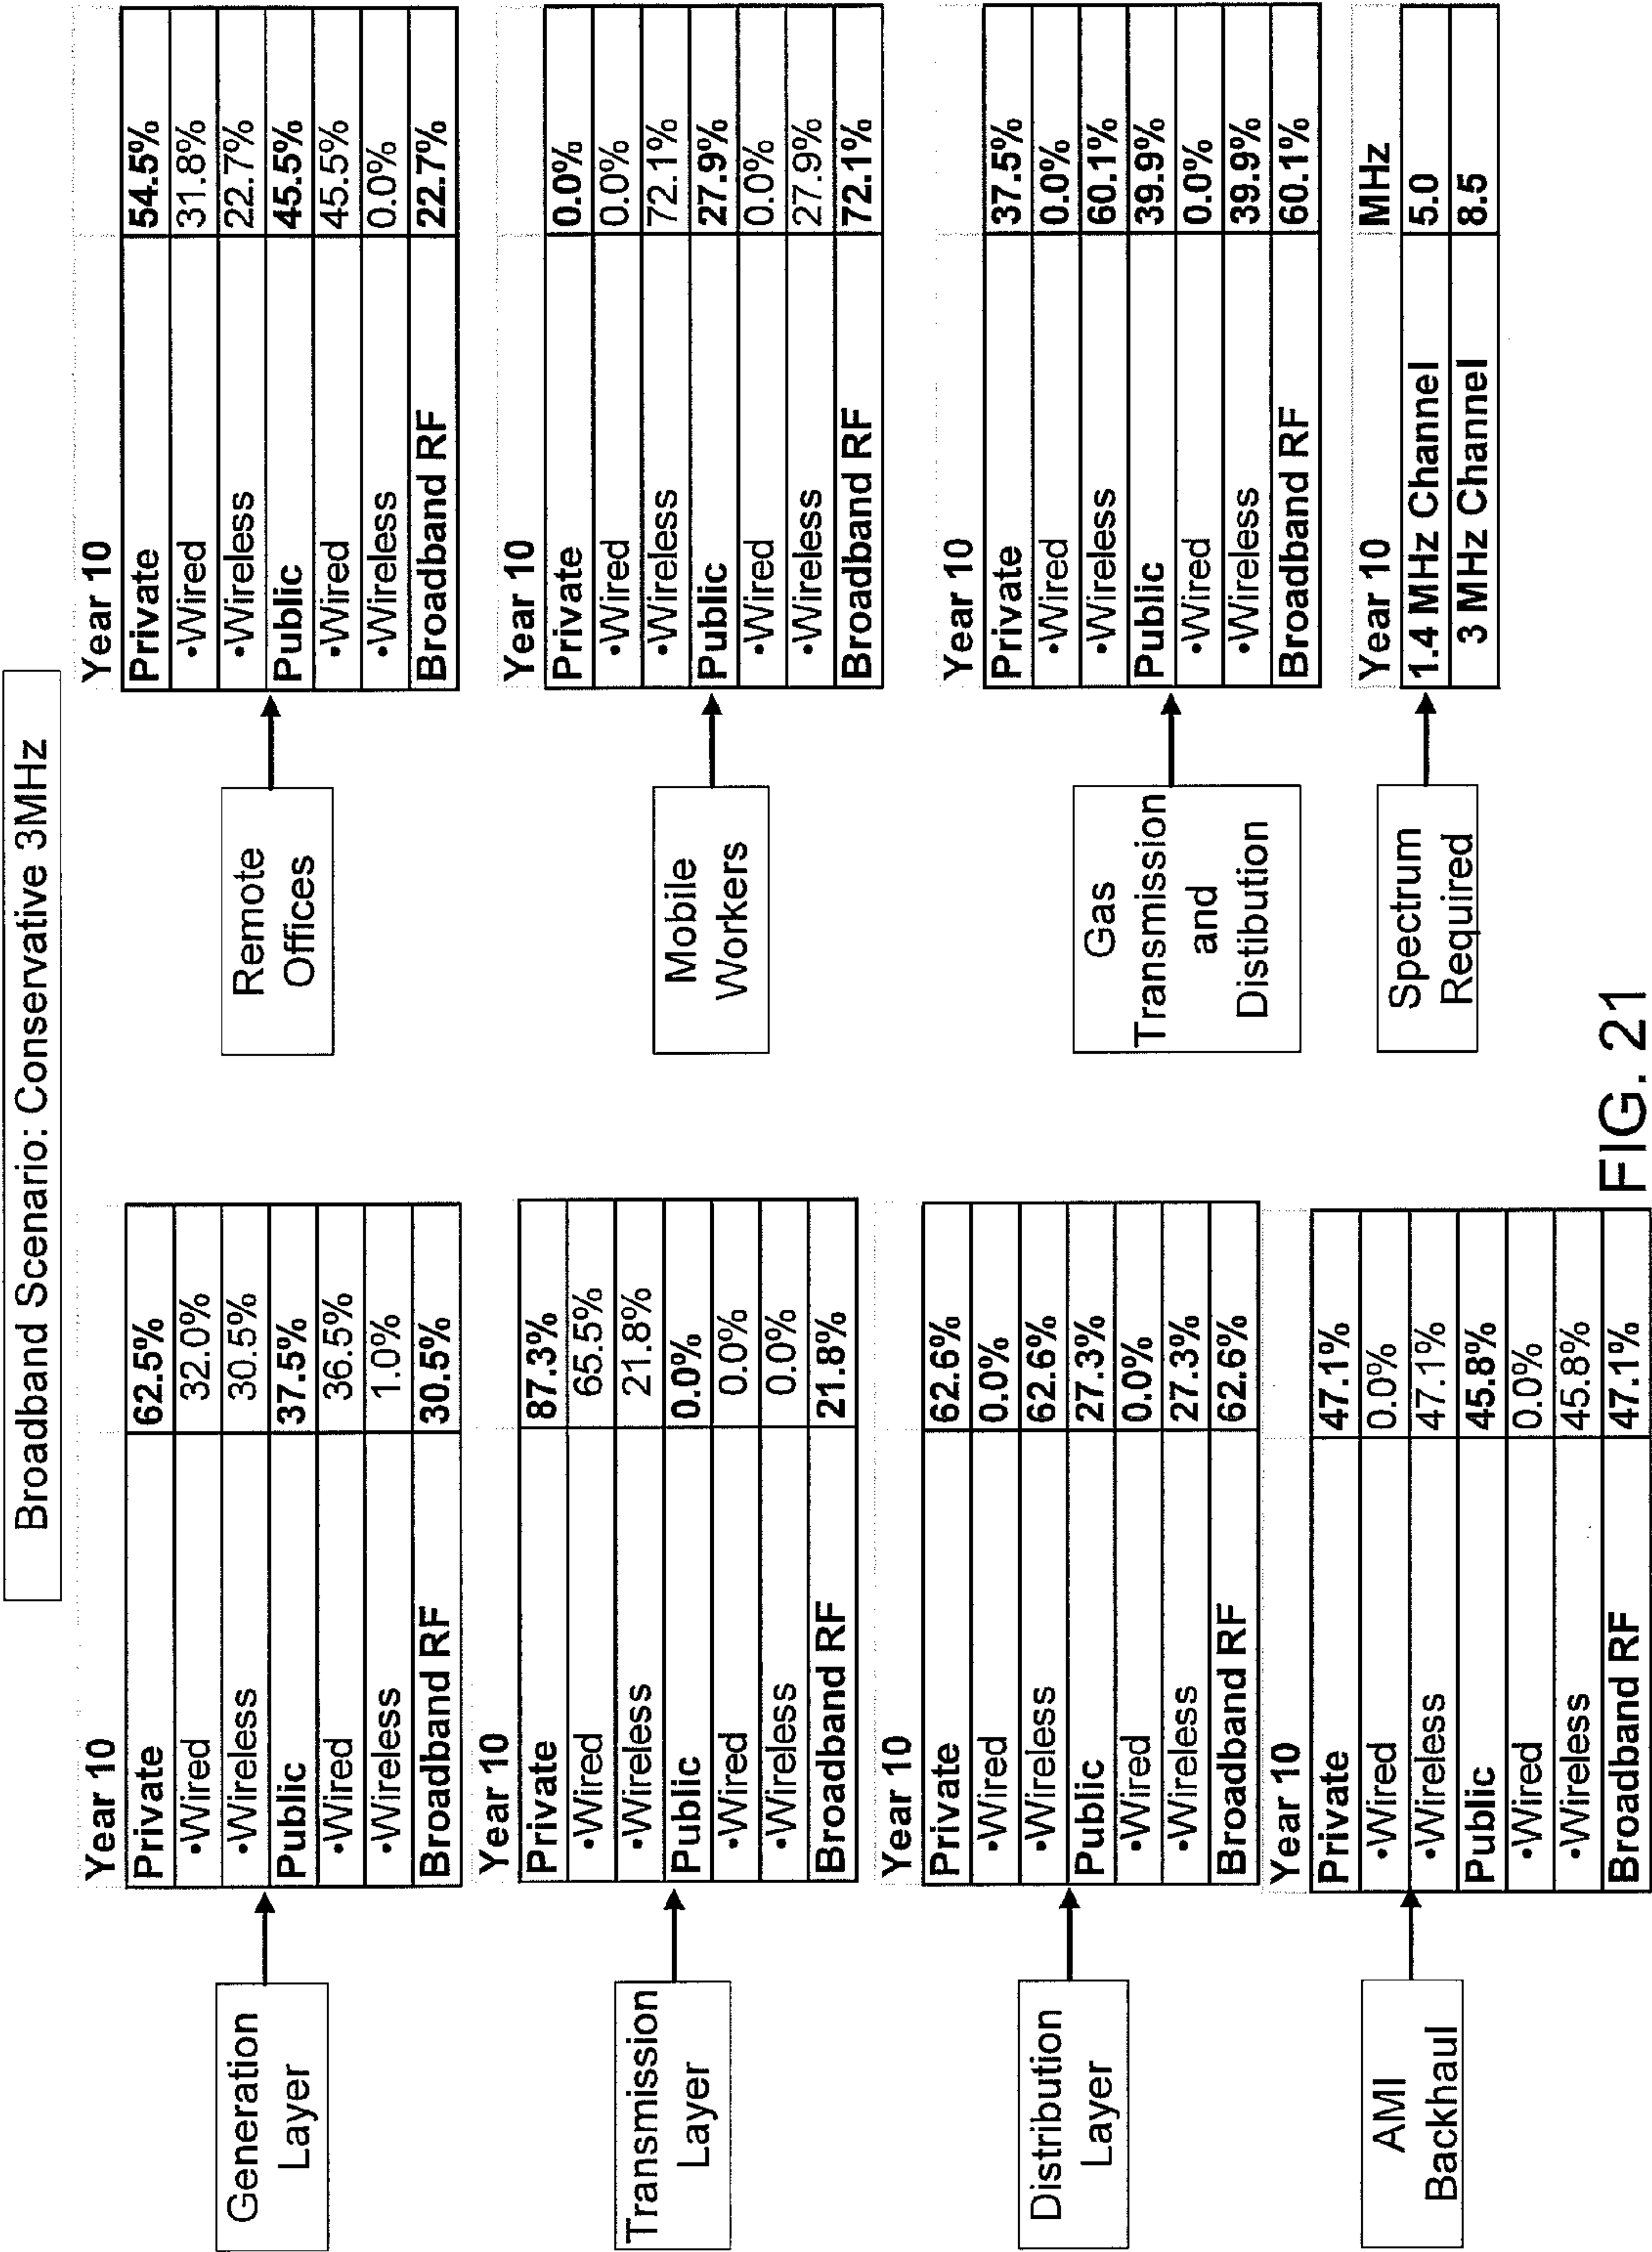 Broadband Scenario: Conservative 3MHz
Generation
Layer
Year 10
Private 62.5%
•Wired 32.0%
•Wireless 30.5%
Public 37.5%
•Wired 36.5%
•Wireless 1.0%
Broadband RF 30.5%
Transmission
Layer
Year 10
Private 87.3%
•Wired 65.5%
•Wireless 21.8%
Public 0.0%
•Wired 0.0%
•Wireless 0.0%
Broadband RF 21.8%
Distribution
Layer
Year 10
Private 62.6%
•Wired 0.0%
•Wireless 62.6%
Public 27.3%
•Wired 0.0%
•Wireless 27.3%
Broadband RF 62.6%
AMI
Backhaul
Year 10
Private 47.1%
•Wired 0.0%
•Wireless 47.1%
Public 45.8%
•Wired 0.0%
•Wireless 45.8%
Broadband RF 47.1%
Remote
Offices
Year 10
Private 54.5%
•Wired 31.8%
•Wireless 22.7%
Public 45.5%
•Wired 45.5%
•Wireless 0.0%
Broadband RF 22.7%
Mobile
Workers
Year 10
Private 0.0%
•Wired 0.0%
•Wireless 72.1%
Public 27.9%
•Wired 0.0%
•Wireless 27.9%
Broadband RF 72.1%
Gas
Transmission
and
Distibution
Year 10
Private 37.5%
•Wired 0.0%
•Wireless 60.1%
Public 39.9%
•Wired 0.0%
•Wireless 39.9%
Broadband RF 60.1%
Spectrum
Required
Year 10 MHz
1.4 MHz Channel 5.0
3 MHz Channel 8.5
FIG. 21